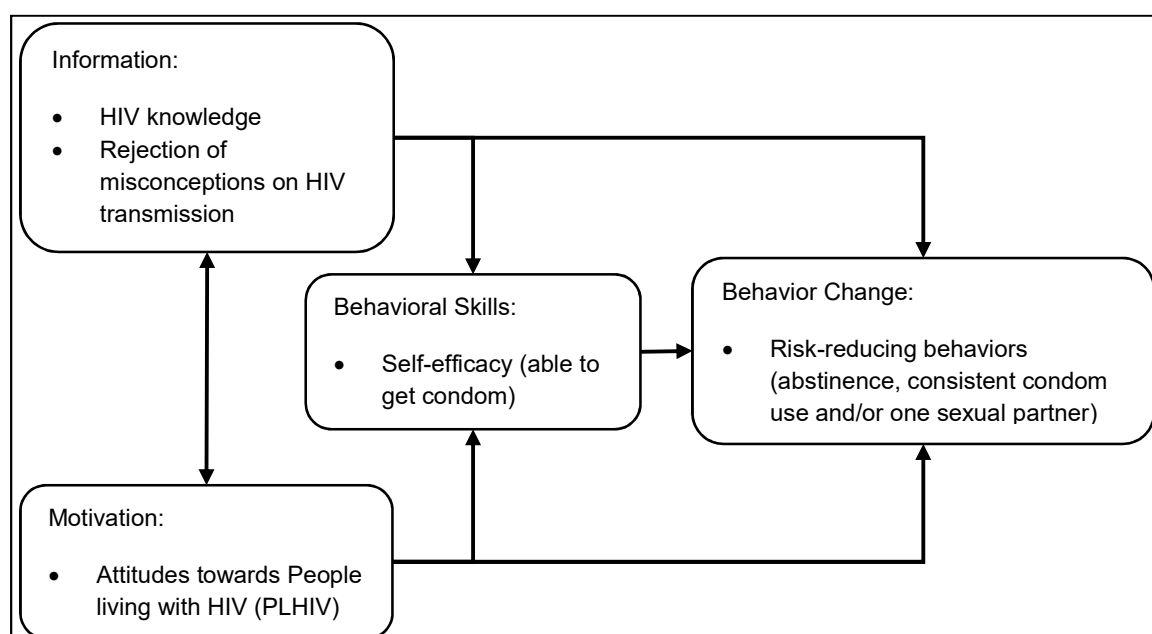 Information:
• HIV knowledge
• Rejection of
misconceptions on HIV
transmission
Behavioral Skills:
• Self-efficacy (able to
get condom)
Behavior Change:
• Risk-reducing behaviors
(abstinence, consistent condom
use and/or one sexual partner)
Motivation:
• Attitudes towards People
living with HIV (PLHIV)